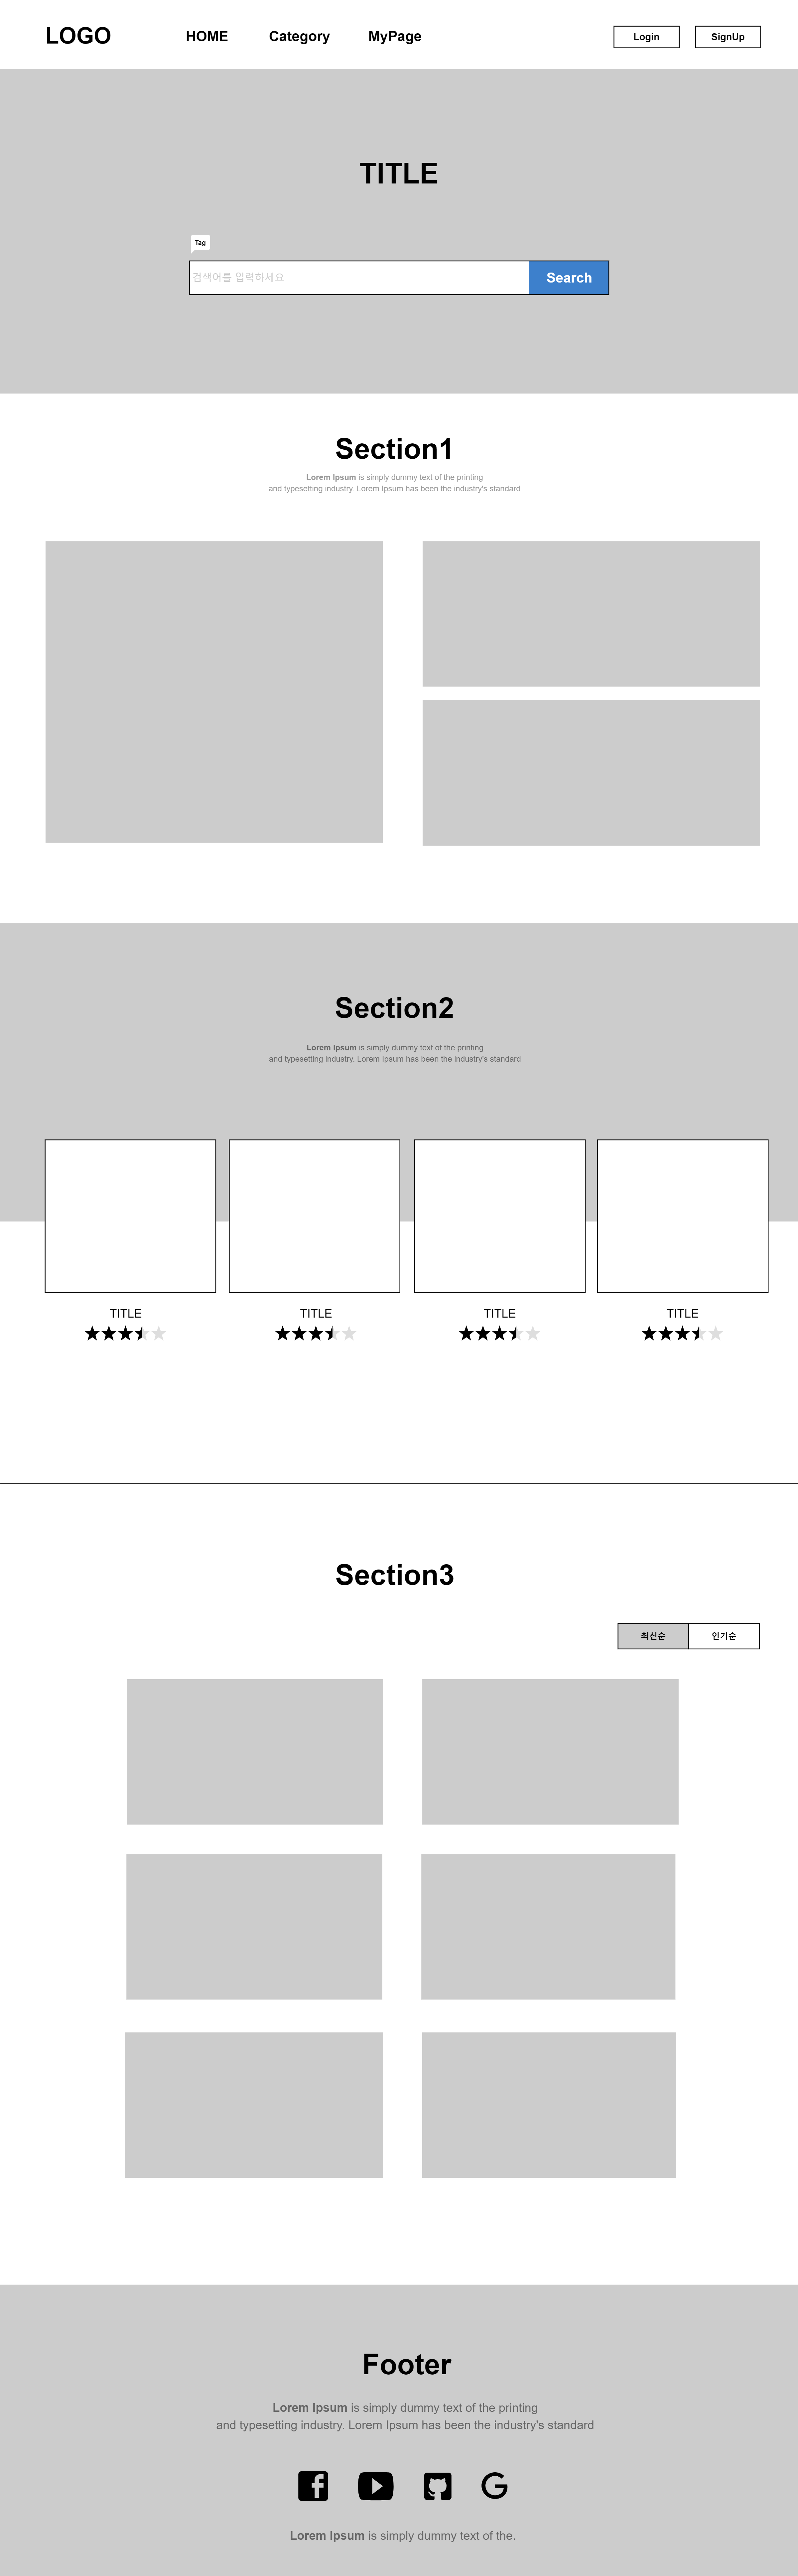 LOGO HOME Category MyPage Login SignUp
TITLE
Tag
검색어를 입력하세요 Search
Section1
Lorem Ipsum is simply dummy text of the printing
and typesetting industry. Lorem Ipsum has been the industry's standard
Section2
Lorem Ipsum is simply dummy text of the printing
and typesetting industry. Lorem Ipsum has been the industry's standard
TITLE TITLE TITLE TITLE
Section3
최신순 인기순
Footer
Lorem Ipsum is simply dummy text of the printing
and typesetting industry. Lorem Ipsum has been the industry's standard
Lorem Ipsum is simply dummy text of the.